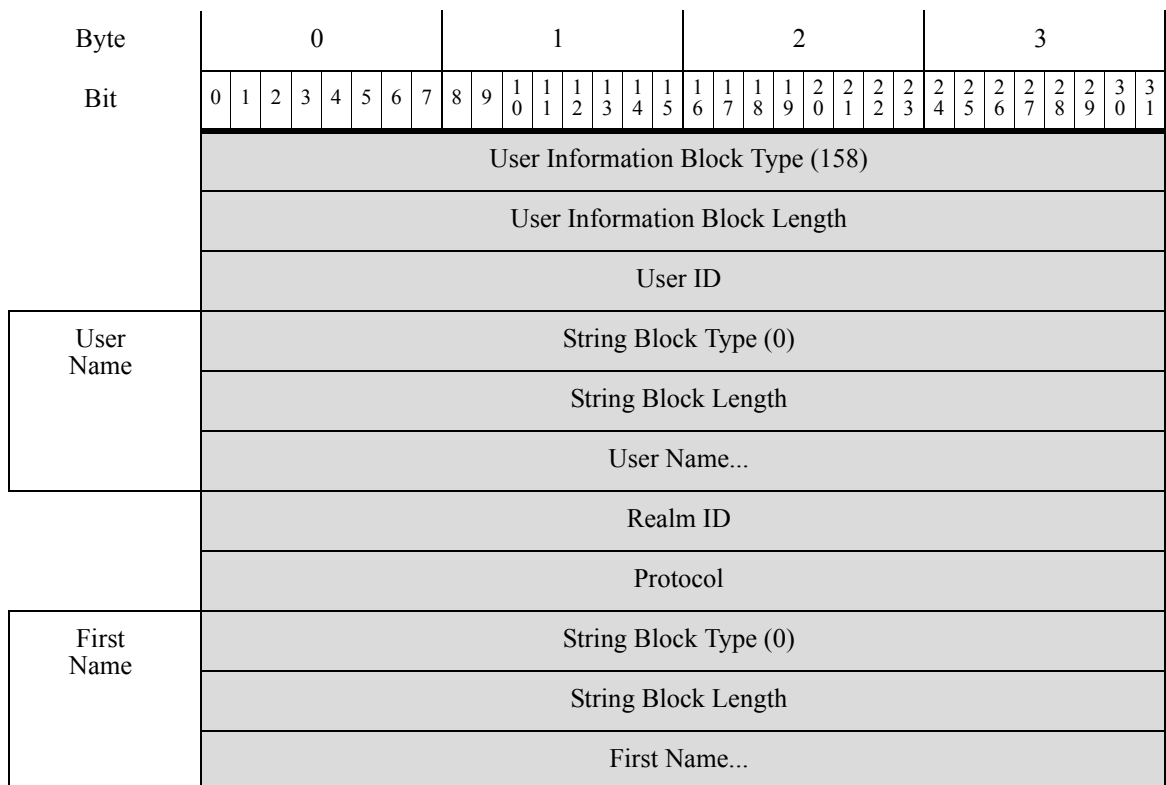 Byte 0 1 2 3
Bit 0 1 2 3 4 5 6 7 8 9 10 11 12 13 14 15 16 17 18 19 20 21 22 23 24 25 26 27 28 29 30 31
User Information Block Type (158)
User Information Block Length
User ID
User
Name
String Block Type (0)
String Block Length
User Name...
Realm ID
Protocol
First
Name
String Block Type (0)
String Block Length
First Name...